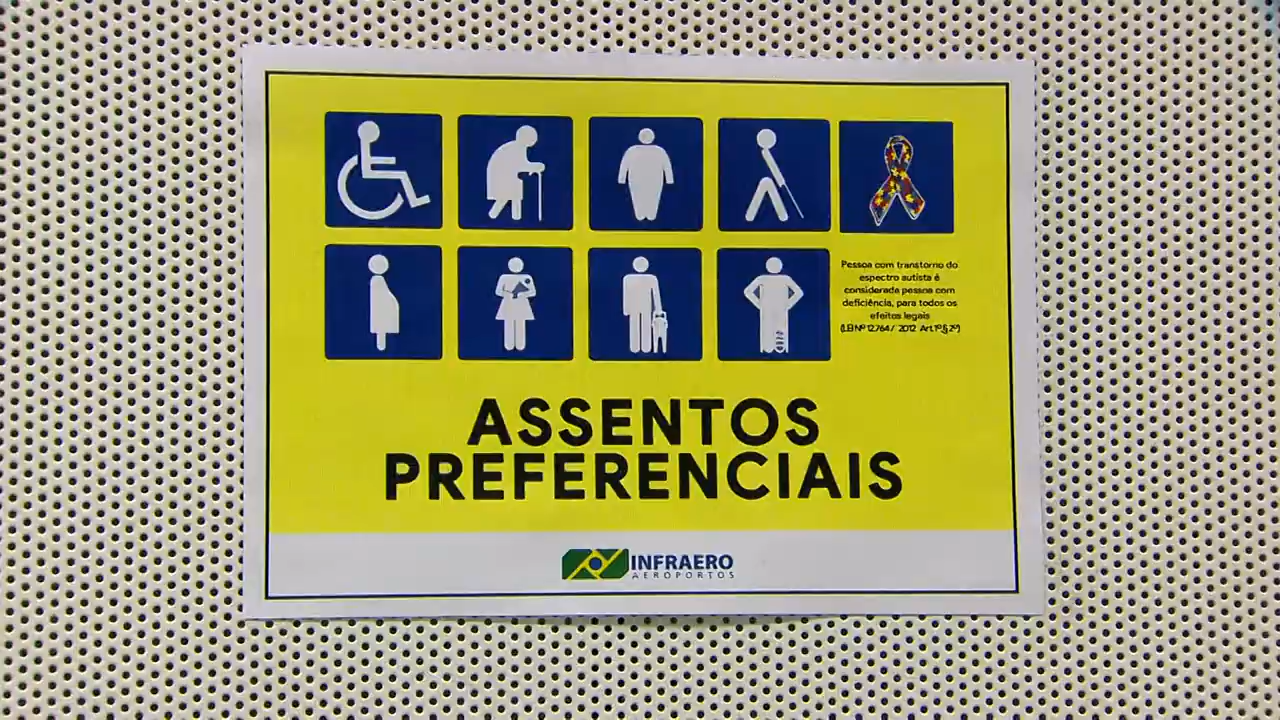 Pessoa com transtorno do
espectro autista é
considerada pessoa com
deficiência, para todos os
efeitos legais
(LEI Nº 12.764 / 2012 Art.1º,§ 2º)
ASSENTOS
PREFERENCIAIS
INFRAERO
AEROPORTOS